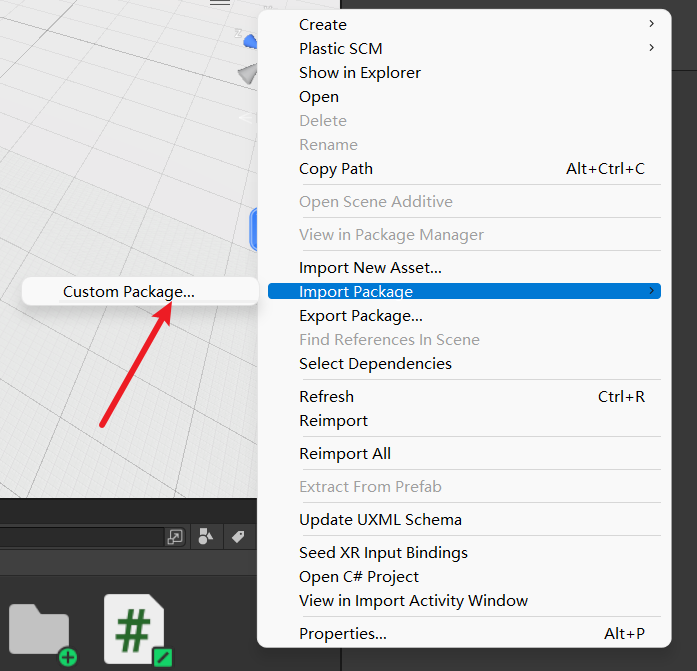 Create
Plastic SCM
Show in Explorer
Open
Delete
Rename
Copy Path Alt+Ctrl+C
Open Scene Additive
View in Package Manager
Import New Asset...
Custom Package...
Import Package
Export Package...
Find References In Scene
Select Dependencies
Refresh Ctrl+R
Reimport
Reimport All
Extract From Prefab
Update UXML Schema
Seed XR Input Bindings
Open C# Project
View in Import Activity Window
Properties... Alt+P
#